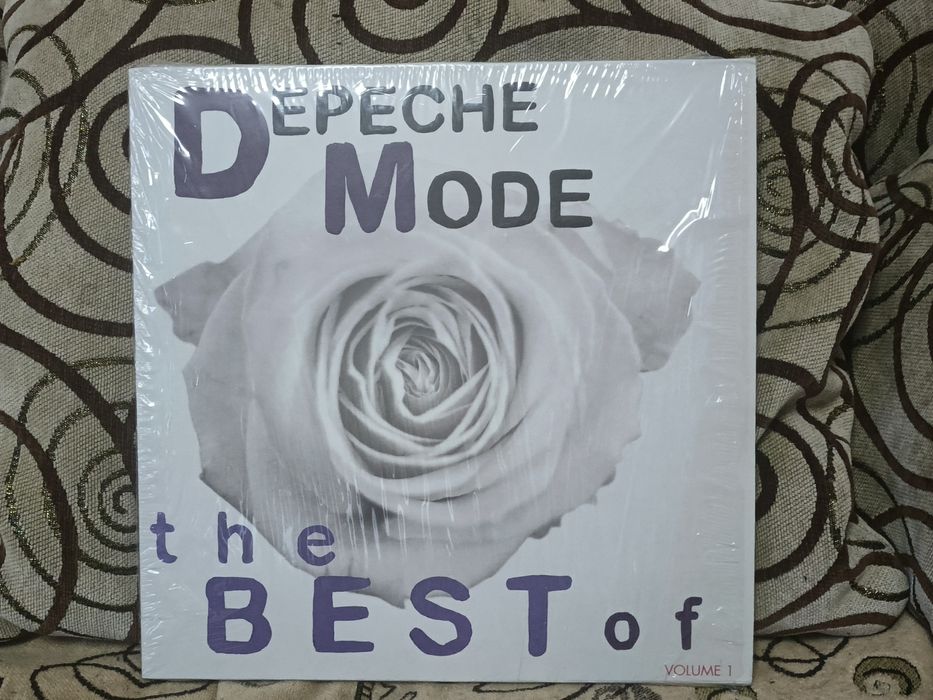 DEPECHE
MODE
the
BEST of
VOLUME 1